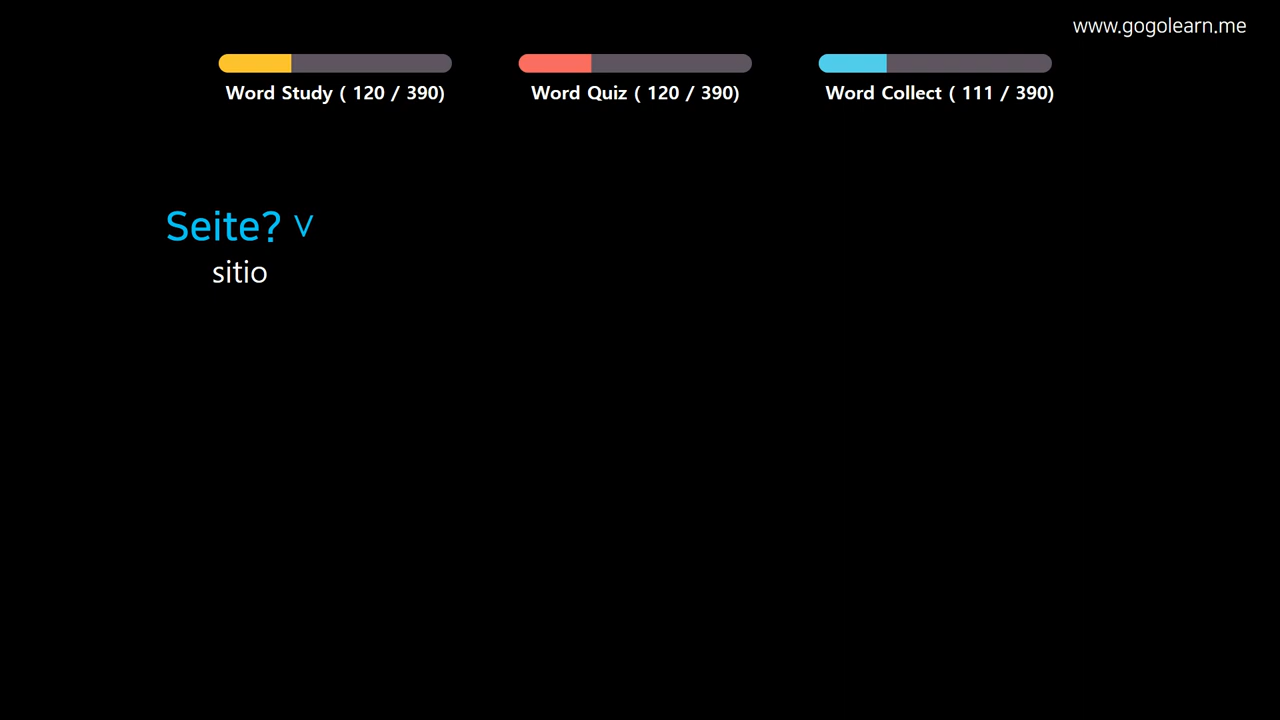 www.gogolearn.me
Word Study ( 120 / 390)
Word Quiz ( 120 / 390)
Word Collect ( 111 / 390)
Seite? V
sitio